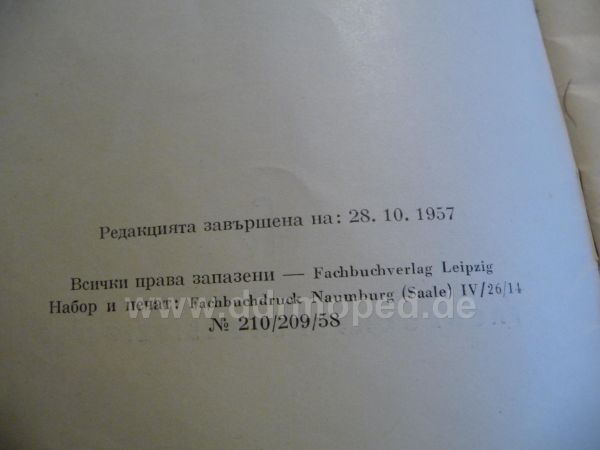 Редакцията завършена на: 28. 10. 1957
Всички права запазени — Fachbuchverlag Leipzig
Набор и печат: Fachbuchdruck Naumburg (Saale) IV/26/14
www.ddrmoped.de
№ 210/209/58